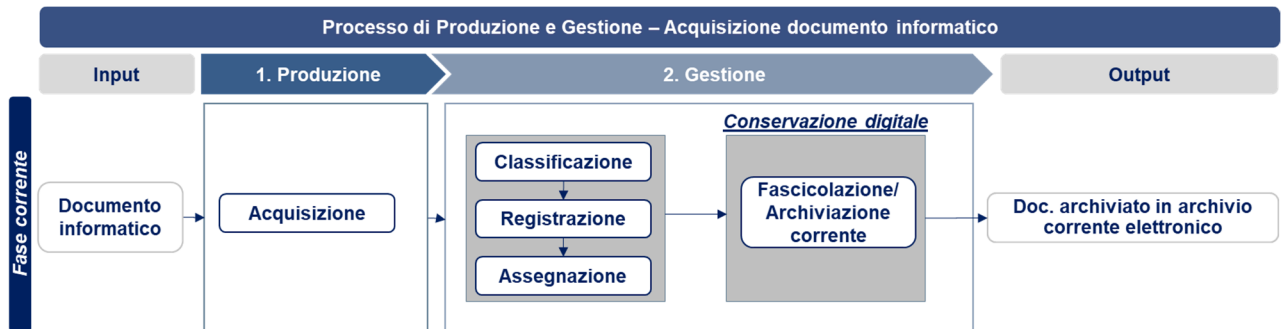 Processo di Produzione e Gestione – Acquisizione documento informatico
Input
1. Produzione
2. Gestione
Output
Fase corrente
Documento
informatico
Acquisizione
Classificazione
Registrazione
Assegnazione
Conservazione digitale
Fascicolazione/
Archiviazione
corrente
Doc. archiviato in archivio
corrente elettronico